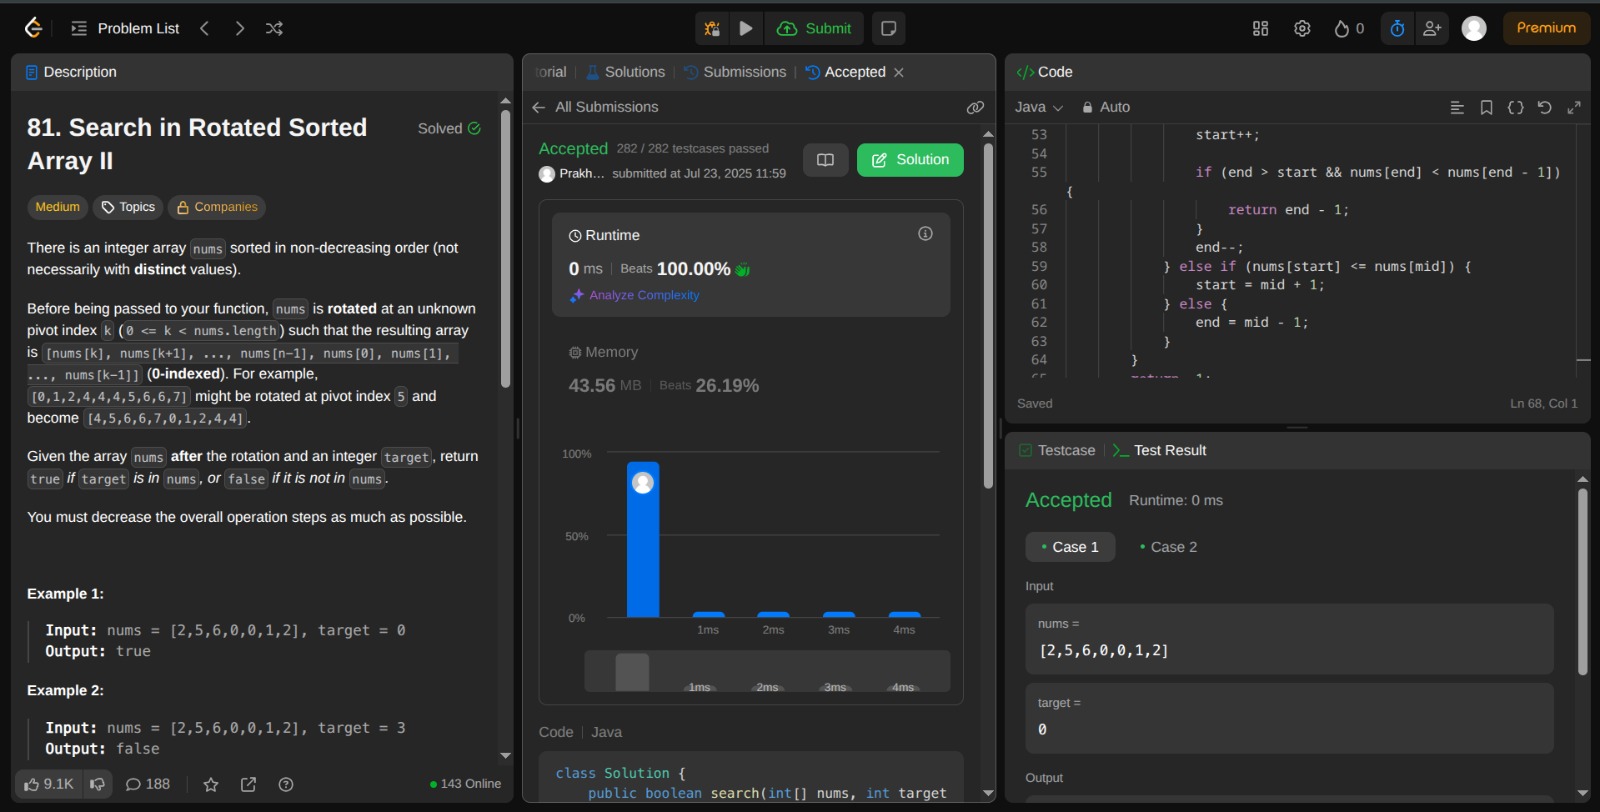 Problem List
Submit
0
Premium
Description
81. Search in Rotated Sorted
Array II
Solved
Medium
Topics
Companies
There is an integer array nums sorted in non-decreasing order (not
necessarily with distinct values).
Before being passed to your function, nums is rotated at an unknown
pivot index k (0 <= k < nums.length) such that the resulting array
is [nums[k], nums[k+1], ..., nums[n-1], nums[0], nums[1],
..., nums[k-1]] (0-indexed). For example,
[0,1,2,4,4,4,5,6,6,7] might be rotated at pivot index 5 and
become [4,5,6,6,7,0,1,2,4,4].
Given the array nums after the rotation and an integer target, return
true if target is in nums, or false if it is not in nums.
You must decrease the overall operation steps as much as possible.
Example 1:
Input: nums = [2,5,6,0,0,1,2], target = 0
Output: true
Example 2:
Input: nums = [2,5,6,0,0,1,2], target = 3
Output: false
9.1K
188
143 Online
torial
Solutions
Submissions
Accepted
All Submissions
Accepted 282 / 282 testcases passed
Prakh... submitted at Jul 23, 2025 11:59
Solution
Runtime
0 ms Beats 100.00%
Analyze Complexity
Memory
43.56 MB Beats 26.19%
100%
50%
0%
1ms 2ms 3ms 4ms
1ms 2ms 3ms 4ms
Code Java
class Solution {
public boolean search(int[] nums, int target
Code
Java Auto
53 start++;
54
55 if (end > start && nums[end] < nums[end - 1])
{
56 return end - 1;
57 }
58 end--;
59 } else if (nums[start] <= nums[mid]) {
60 start = mid + 1;
61 } else {
62 end = mid - 1;
63 }
64 }
Saved
Ln 68, Col 1
Testcase
Test Result
Accepted Runtime: 0 ms
Case 1
Case 2
Input
nums =
[2,5,6,0,0,1,2]
target =
0
Output